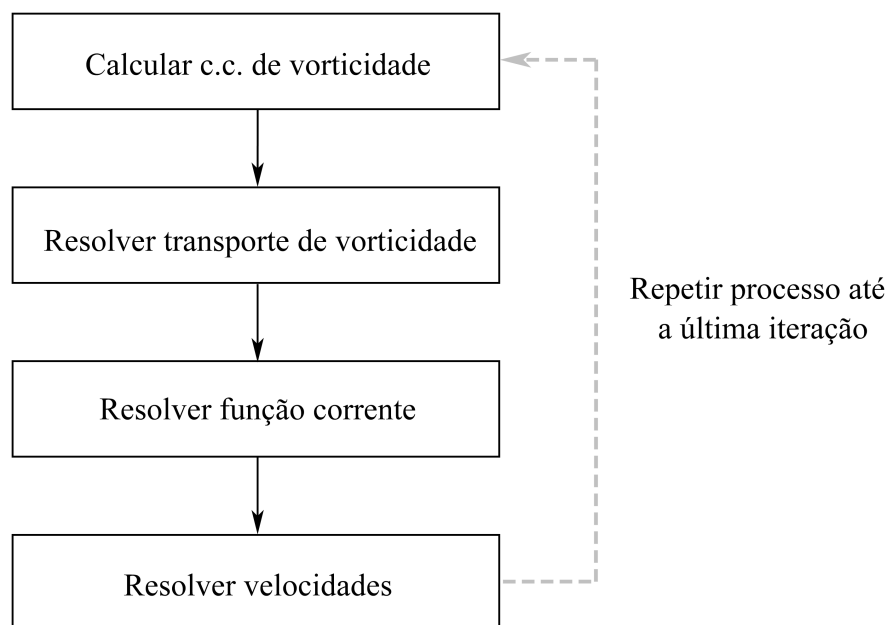 Calcular c.c. de vorticidade
Resolver transporte de vorticidade
Repetir processo até
a última iteração
Resolver função corrente
Resolver velocidades